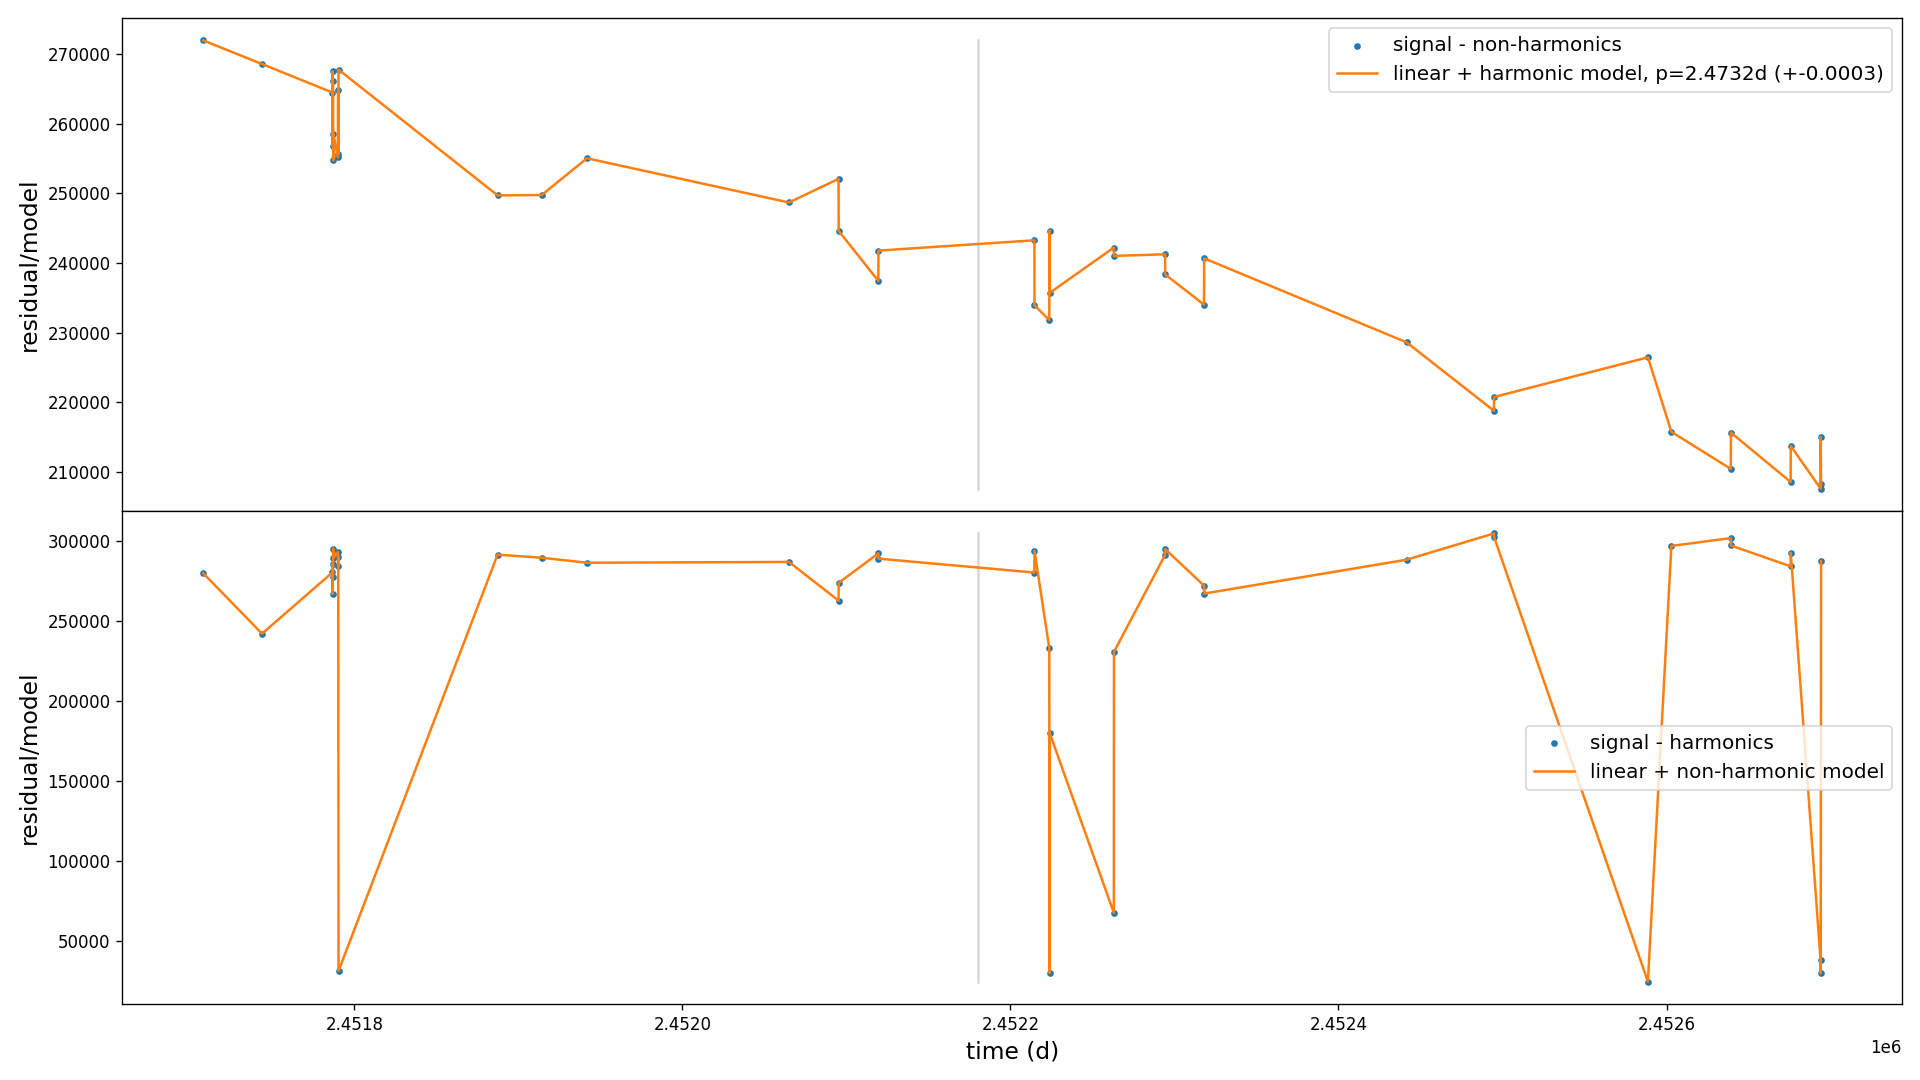 270000
260000
250000
240000
230000
220000
210000
residual/model
signal - non-harmonics
linear + harmonic model, p=2.4732d (+-0.0003)
300000
250000
200000
150000
100000
50000
residual/model
signal - harmonics
linear + non-harmonic model
2.4518
2.4520
2.4522
2.4524
2.4526
1e6
time (d)